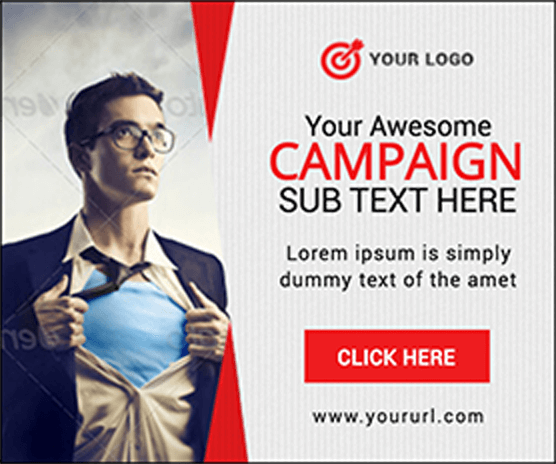 YOUR LOGO
Your Awesome
CAMPAIGN
SUB TEXT HERE
Lorem ipsum is simply
dummy text of the amet
CLICK HERE
www.yoururl.com